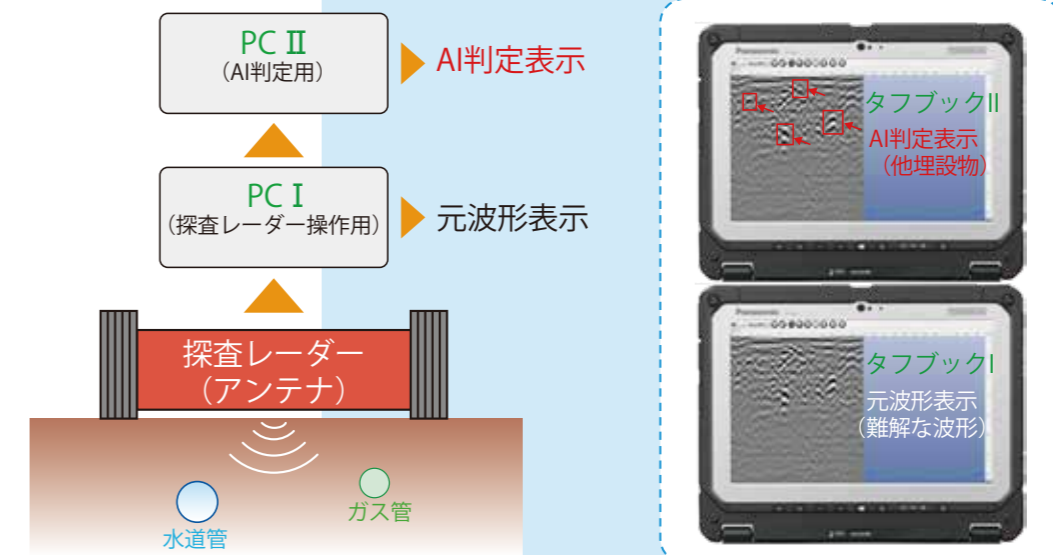 PC Ⅱ
（AI判定用）
AI判定表示
PC Ⅰ
（探査レーダー操作用）
元波形表示
探査レーダー
（アンテナ）
水道管
ガス管
Panasonic
タフブックII
AI判定表示
（他埋設物）
Panasonic
タフブックI
元波形表示
（難解な波形）